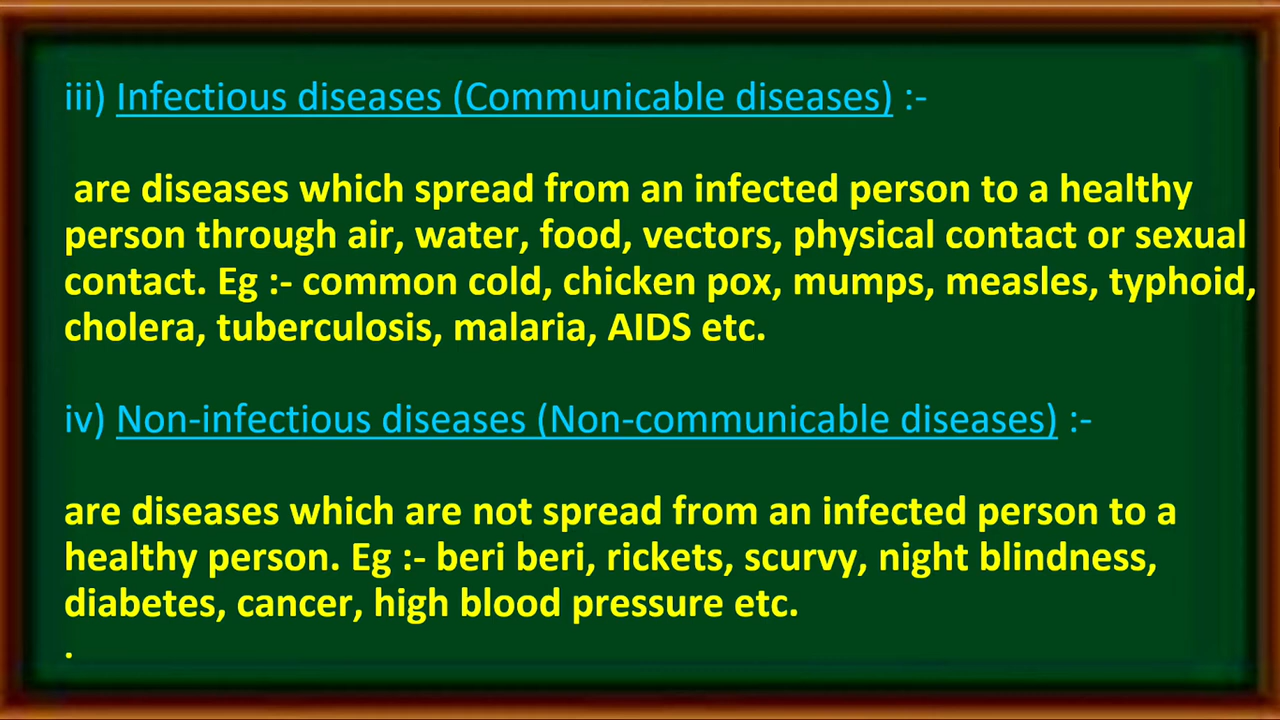 iii) Infectious diseases (Communicable diseases) :-
are diseases which spread from an infected person to a healthy
person through air, water, food, vectors, physical contact or sexual
contact. Eg :- common cold, chicken pox, mumps, measles, typhoid,
cholera, tuberculosis, malaria, AIDS etc.
iv) Non-infectious diseases (Non-communicable diseases) :-
are diseases which are not spread from an infected person to a
healthy person. Eg :- beri beri, rickets, scurvy, night blindness,
diabetes, cancer, high blood pressure etc.
.